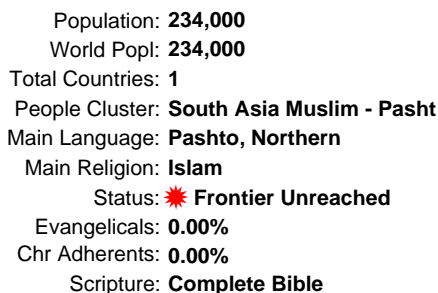 Population: 234,000
World Popl: 234,000
Total Countries: 1
People Cluster: South Asia Muslim - Pasht
Main Language: Pashto, Northern
Main Religion: Islam
Status: Frontier Unreached
Evangelicals: 0.00%
Chr Adherents: 0.00%
Scripture: Complete Bible